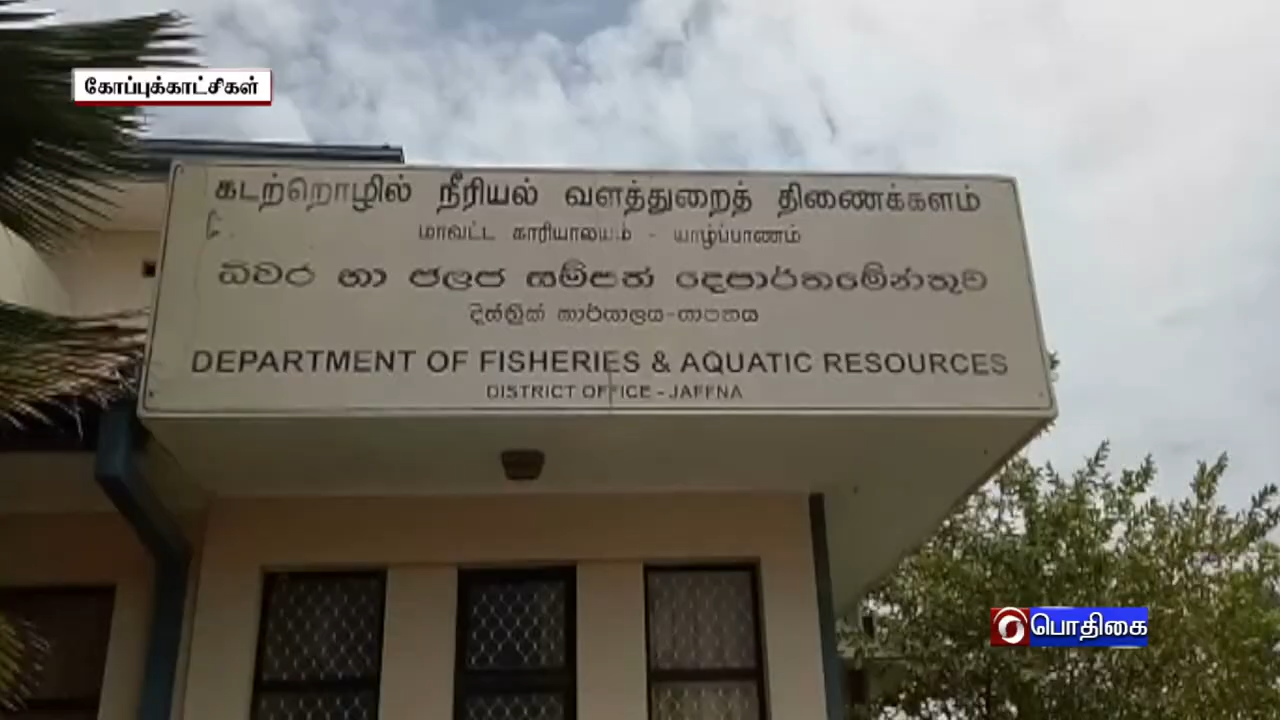 கோப்புக்காட்சிகள்
கடற்றொழில் நீரியல் வளத்துறைத் திணைக்களம்
மாவட்ட காரியாலயம் - யாழ்ப்பாணம்
ධීවර හා ජලජ සම්පත් දෙපාර්තමේන්තුව
දිස්ත්‍රික් කාර්යාලය-යාපනය
DEPARTMENT OF FISHERIES & AQUATIC RESOURCES
DISTRICT OFFICE - JAFFNA
பொதிகை